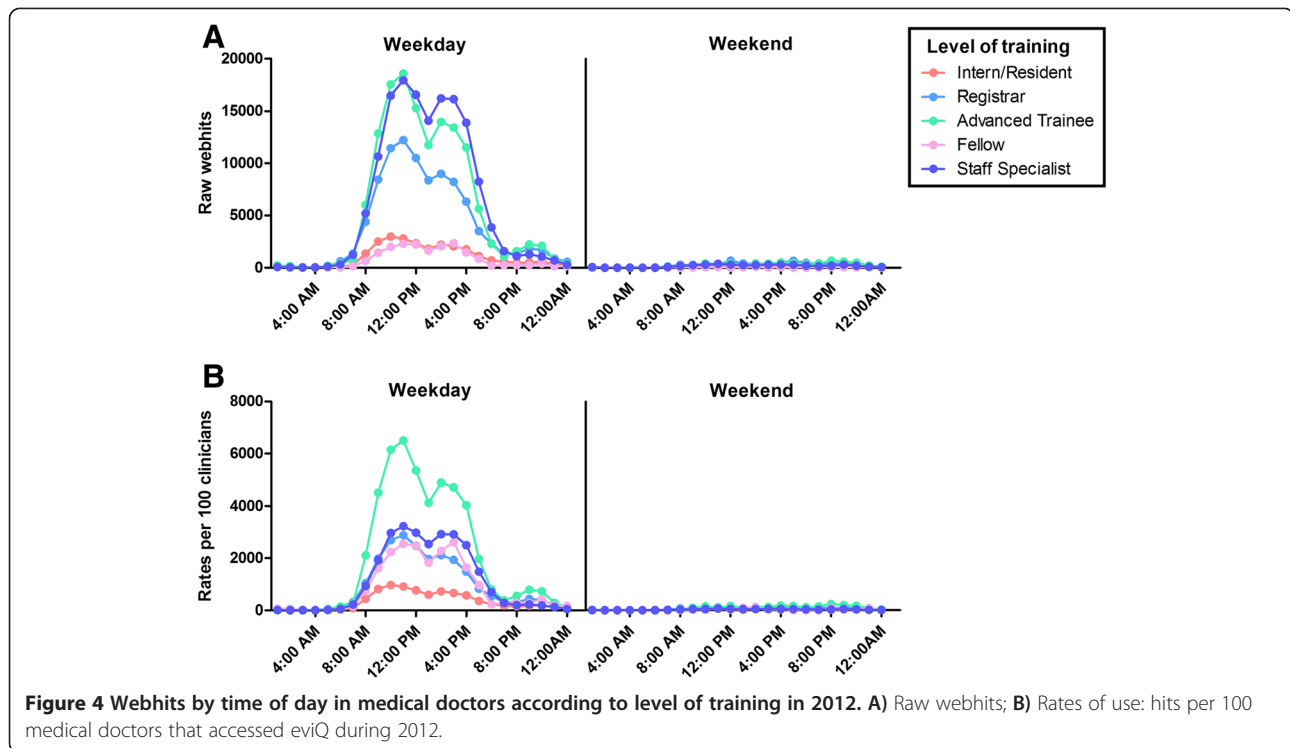 A
Weekday
Weekend
Level of training
Intern/Resident
Registrar
Advanced Trainee
Fellow
Staff Specialist
Raw webhits
20000
15000
10000
5000
0
4:00 AM
8:00 AM
12:00 PM
4:00 PM
8:00 PM
12:00AM
4:00 AM
8:00 AM
12:00 PM
4:00 PM
8:00 PM
12:00AM
B
Weekday
Weekend
Rates per 100 clinicians
8000
6000
4000
2000
0
4:00 AM
8:00 AM
12:00 PM
4:00 PM
8:00 PM
12:00AM
4:00 AM
8:00 AM
12:00 PM
4:00 PM
8:00 PM
12:00AM
Figure 4 Webhits by time of day in medical doctors according to level of training in 2012. A) Raw webhits; B) Rates of use: hits per 100
medical doctors that accessed eviQ during 2012.